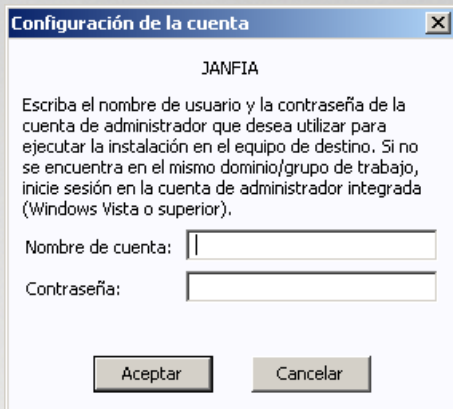 Configuración de la cuenta
JANFIA
Escriba el nombre de usuario y la contraseña de la
cuenta de administrador que desea utilizar para
ejecutar la instalación en el equipo de destino. Si no
se encuentra en el mismo dominio/grupo de trabajo,
inicie sesión en la cuenta de administrador integrada
(Windows Vista o superior).
Nombre de cuenta:
Contraseña:
Aceptar Cancelar